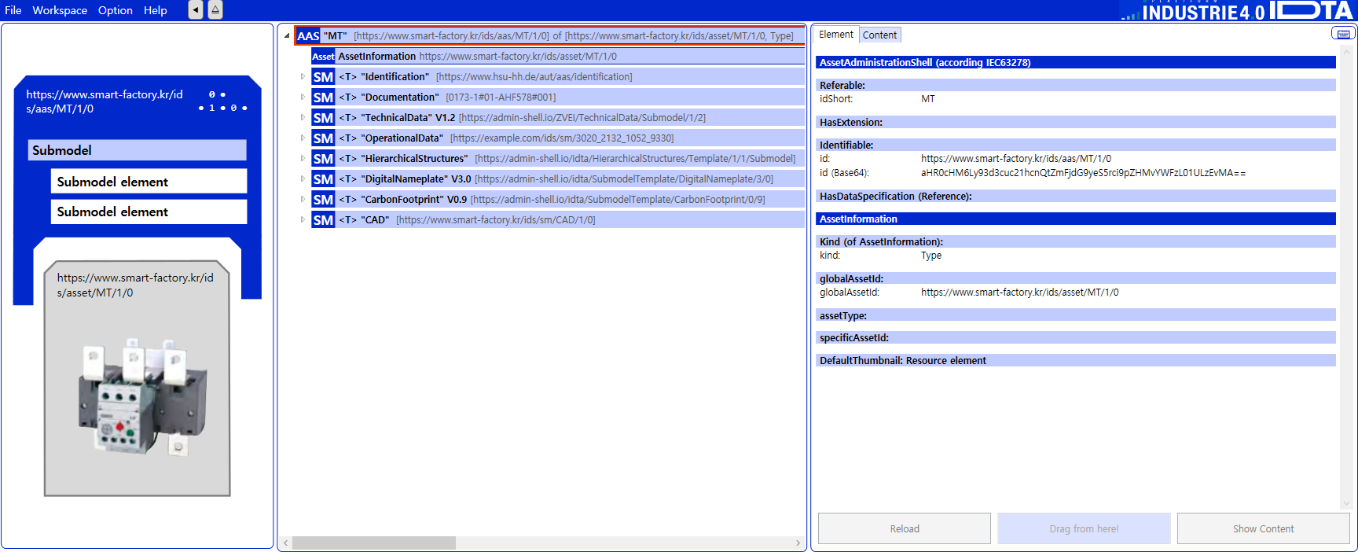 File Workspace Option Help
INDUSTRIE4.0 IDTA
https://www.smart-factory.kr/id
s/aas/MT/1/0
0
1 0
Submodel
Submodel element
Submodel element
https://www.smart-factory.kr/id
s/asset/MT/1/0
AAS "MT" [https://www.smart-factory.kr/ids/aas/MT/1/0] of [https://www.smart-factory.kr/ids/asset/MT/1/0, Type]
Asset AssetInformation https://www.smart-factory.kr/ids/asset/MT/1/0
SM <T> "Identification" [https://www.hsu-hh.de/aut/aas/identification]
SM <T> "Documentation" [0173-1#01-AHF578#001]
SM <T> "TechnicalData" V1.2 [https://admin-shell.io/ZVEI/TechnicalData/Submodel/1/2]
SM <T> "OperationalData" [https://example.com/ids/sm/3020_2132_1052_9330]
SM <T> "HierarchicalStructures" [https://admin-shell.io/idta/HierarchicalStructures/Template/1/1/Submodel]
SM <T> "DigitalNameplate" V3.0 [https://admin-shell.io/idta/SubmodelTemplate/DigitalNameplate/3/0]
SM <T> "CarbonFootprint" V0.9 [https://admin-shell.io/idta/SubmodelTemplate/CarbonFootprint/0/9]
SM <T> "CAD" [https://www.smart-factory.kr/ids/sm/CAD/1/0]
Element Content
AssetAdministrationShell (according IEC63278)
Referable:
idShort: MT
HasExtension:
Identifiable:
id: https://www.smart-factory.kr/ids/aas/MT/1/0
id (Base64): aHR0cHM6Ly93d3cuc21hcnQtZmFjdG9yeS5rci9pZHMvYWFzL01ULzEvMA==
HasDataSpecification (Reference):
AssetInformation
Kind (of AssetInformation):
kind: Type
globalAssetId:
globalAssetId: https://www.smart-factory.kr/ids/asset/MT/1/0
assetType:
specificAssetId:
DefaultThumbnail: Resource element
Reload Drag from here! Show Content